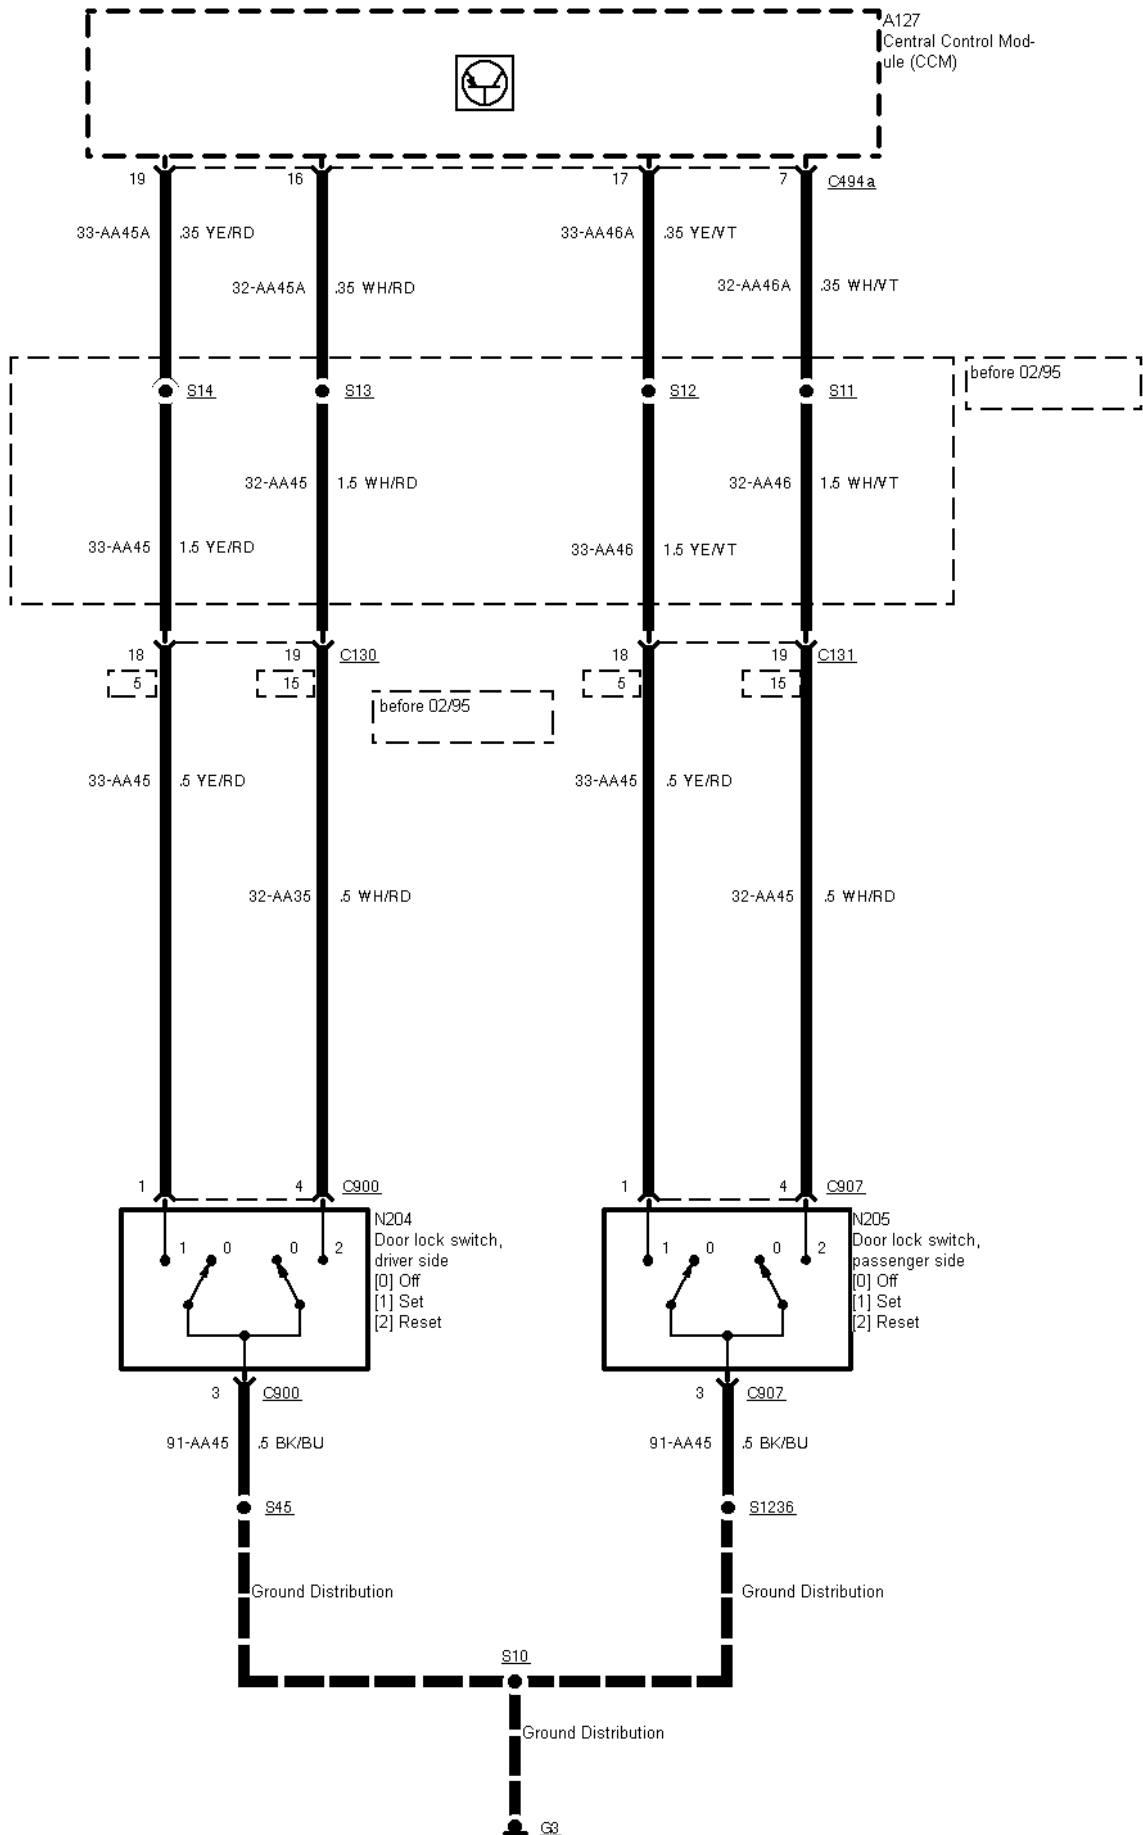 A127
Central Control Mod-
ule (CCM)
19
16
17
7
C494a
33-AA45A
.35 YE/RD
33-AA46A
.35 YE/VT
32-AA45A
.35 WH/RD
32-AA46A
.35 WH/VT
before 02/95
S14
S13
S12
S11
32-AA45
1.5 WH/RD
32-AA46
1.5 WH/VT
33-AA45
1.5 YE/RD
33-AA46
1.5 YE/VT
18
19
C130
18
19
C131
5
15
5
15
before 02/95
33-AA45
.5 YE/RD
33-AA45
.5 YE/RD
32-AA35
.5 WH/RD
32-AA45
.5 WH/RD
1
4
C900
1
4
C907
N204
Door lock switch,
driver side
[0] Off
[1] Set
[2] Reset
1
0
0
2
N205
Door lock switch,
passenger side
[0] Off
[1] Set
[2] Reset
1
0
0
2
3
C900
3
C907
91-AA45
.5 BK/BU
91-AA45
.5 BK/BU
S45
S1236
Ground Distribution
Ground Distribution
S10
Ground Distribution
G3